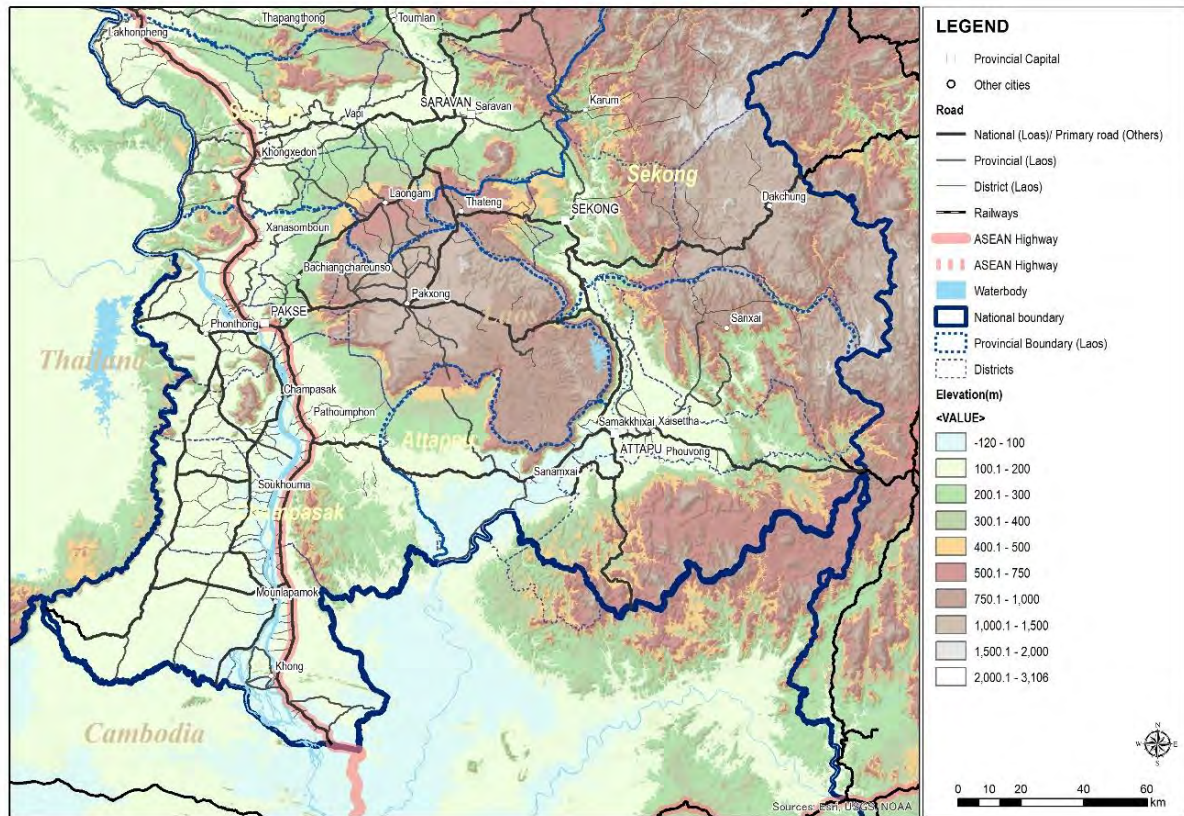 Thapangthong
Toumlan
Lakhonpheng
SARAVAN
Saravan
Karum
Vapi
Khongxedon
Sekong
Laongam
Thateng
SEKONG
Dakchung
Xanasomboun
Bachiangchareunso
Pakxong
Laos
Sanxai
PAKSE
Phonthong
Thailand
Champasak
Pathoumphon
Samakkhixai
Xaisettha
Attappu
ATTAPU
Phouvong
Sanamxai
Soukhouma
Champasak
Mounlapamok
Khong
Cambodia
Sources: Esri, USGS, NOAA
LEGEND
Provincial Capital
Other cities
Road
National (Loas)/ Primary road (Others)
Provincial (Laos)
District (Laos)
Railways
ASEAN Highway
ASEAN Highway
Waterbody
National boundary
Provincial Boundary (Laos)
Districts
Elevation(m)
<VALUE>
-120 - 100
100.1 - 200
200.1 - 300
300.1 - 400
400.1 - 500
500.1 - 750
750.1 - 1,000
1,000.1 - 1,500
1,500.1 - 2,000
2,000.1 - 3,106
N
W E
S
0 10 20 40 60
km